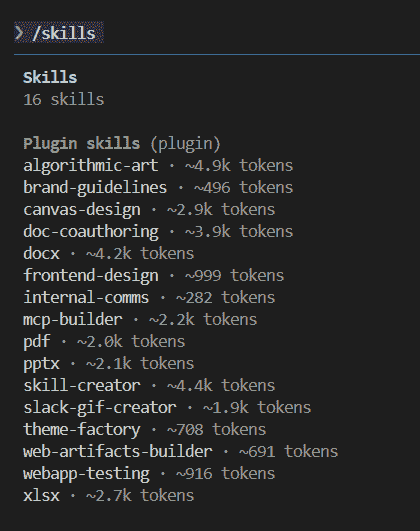 ❯ /skills
Skills
16 skills
Plugin skills (plugin)
algorithmic-art · ~4.9k tokens
brand-guidelines · ~496 tokens
canvas-design · ~2.9k tokens
doc-coauthoring · ~3.9k tokens
docx · ~4.2k tokens
frontend-design · ~999 tokens
internal-comms · ~282 tokens
mcp-builder · ~2.2k tokens
pdf · ~2.0k tokens
pptx · ~2.1k tokens
skill-creator · ~4.4k tokens
slack-gif-creator · ~1.9k tokens
theme-factory · ~708 tokens
web-artifacts-builder · ~691 tokens
webapp-testing · ~916 tokens
xlsx · ~2.7k tokens